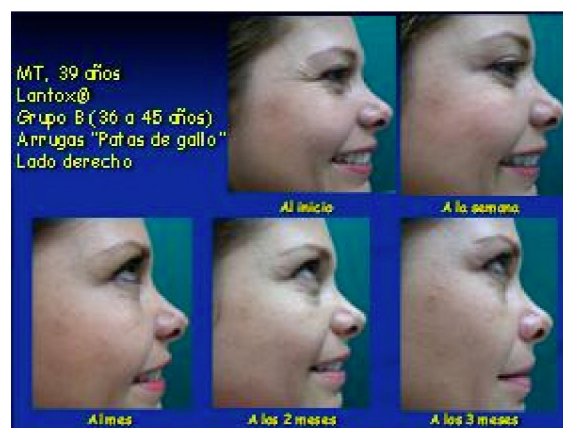 MT, 39 años
Lantox®
Grupo B (36 a 45 años)
Arrugas "Patas de gallo"
Lado derecho
Al inicio
A la semana
Al mes
A los 2 meses
A los 3 meses